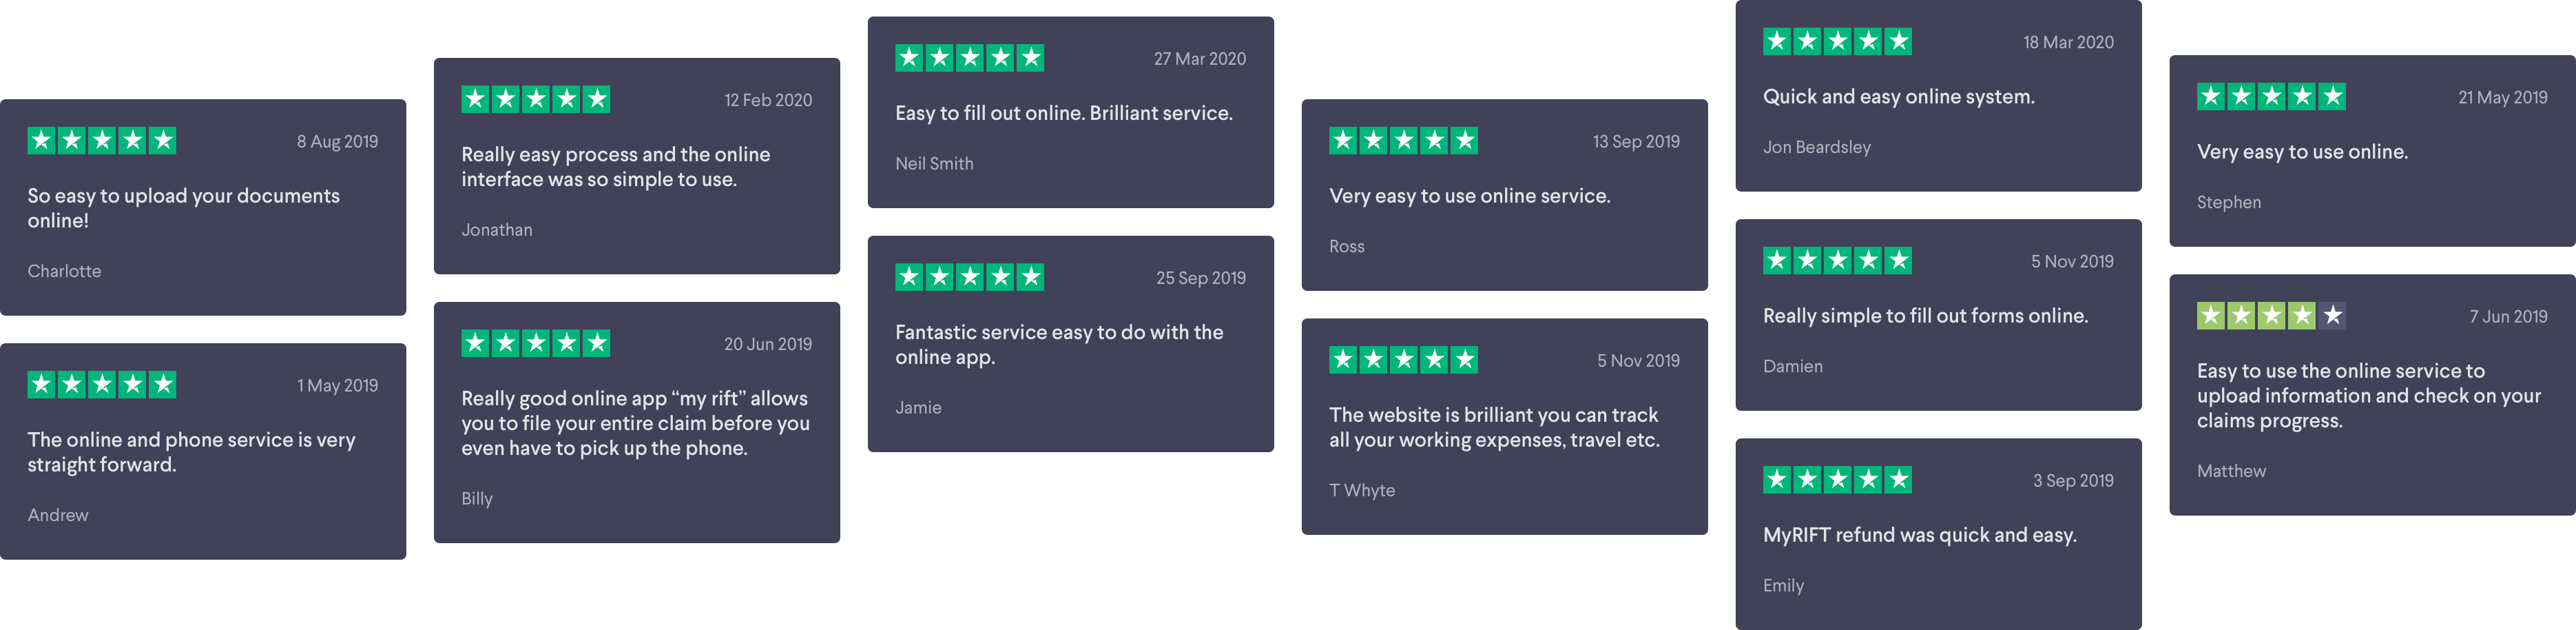 8 Aug 2019
So easy to upload your documents
online!
Charlotte
1 May 2019
The online and phone service is very
straight forward.
Andrew
12 Feb 2020
Really easy process and the online
interface was so simple to use.
Jonathan
20 Jun 2019
Really good online app “my rift” allows
you to file your entire claim before you
even have to pick up the phone.
Billy
27 Mar 2020
Easy to fill out online. Brilliant service.
Neil Smith
25 Sep 2019
Fantastic service easy to do with the
online app.
Jamie
13 Sep 2019
Very easy to use online service.
Ross
5 Nov 2019
The website is brilliant you can track
all your working expenses, travel etc.
T Whyte
18 Mar 2020
Quick and easy online system.
Jon Beardsley
5 Nov 2019
Really simple to fill out forms online.
Damien
3 Sep 2019
MyRIFT refund was quick and easy.
Emily
21 May 2019
Very easy to use online.
Stephen
7 Jun 2019
Easy to use the online service to
upload information and check on your
claims progress.
Matthew